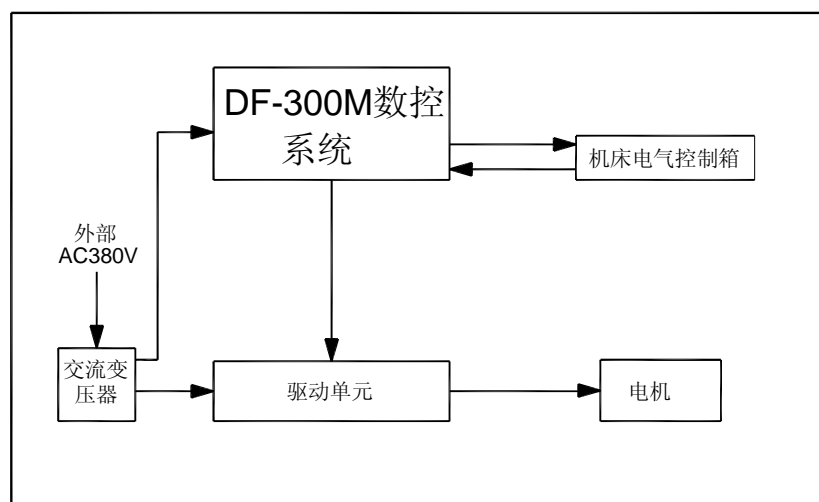 DF-300M数控
系统
机床电气控制箱
外部
AC380V
交流变
压器
驱动单元
电机